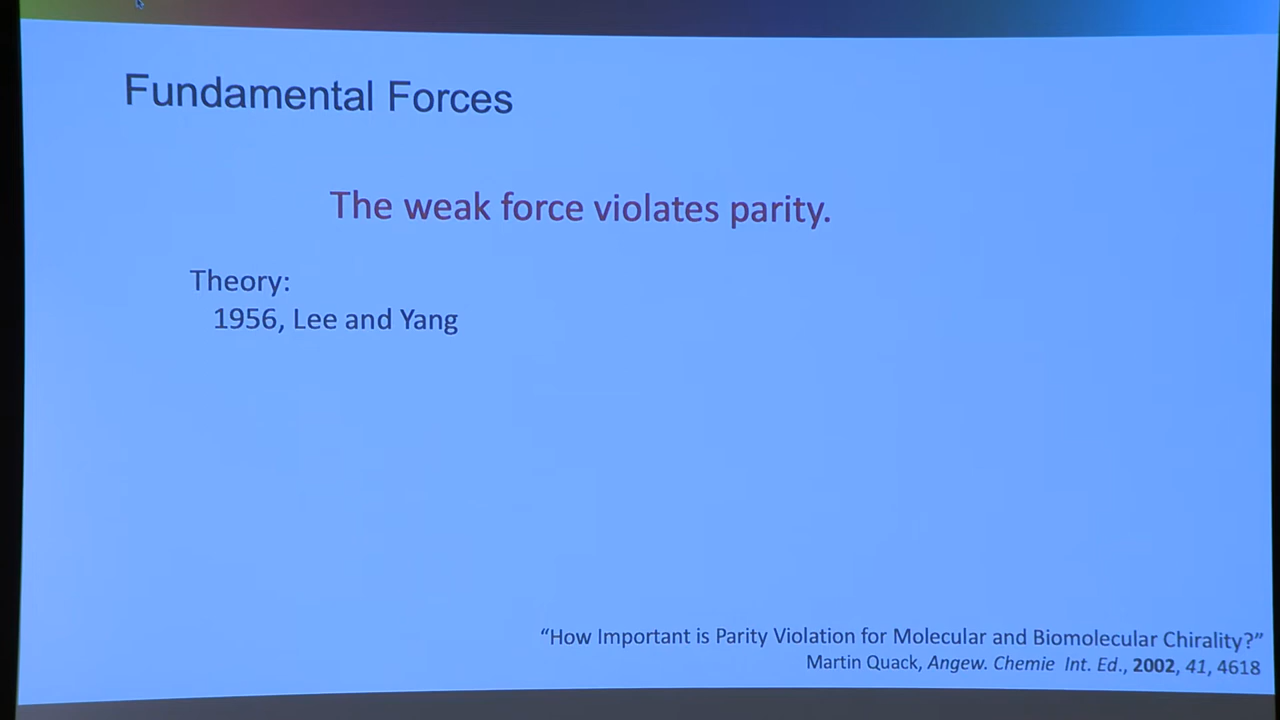 Fundamental Forces
The weak force violates parity.
Theory:
1956, Lee and Yang
“How Important is Parity Violation for Molecular and Biomolecular Chirality?”
Martin Quack, Angew. Chemie Int. Ed., 2002, 41, 4618